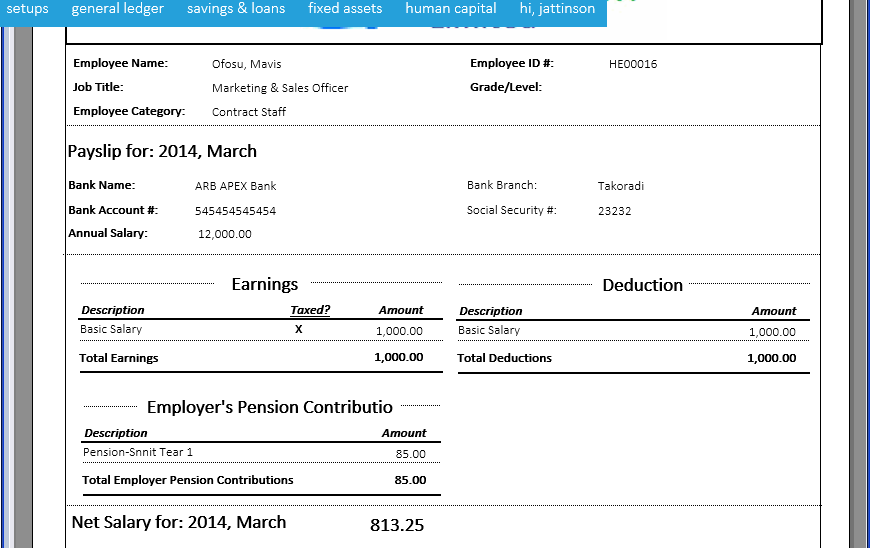 setups general ledger savings & loans fixed assets human capital hi, jattinson
Employee Name: Ofosu, Mavis Employee ID #: HE00016
Job Title: Marketing & Sales Officer Grade/Level:
Employee Category: Contract Staff
Payslip for: 2014, March
Bank Name: ARB APEX Bank Bank Branch: Takoradi
Bank Account #: 545454545454 Social Security #: 23232
Annual Salary: 12,000.00
Earnings Deduction
Description Taxed? Amount Description Amount
Basic Salary X 1,000.00 Basic Salary 1,000.00
Total Earnings 1,000.00 Total Deductions 1,000.00
Employer's Pension Contributio
Description Amount
Pension-Snnit Tear 1 85.00
Total Employer Pension Contributions 85.00
Net Salary for: 2014, March 813.25